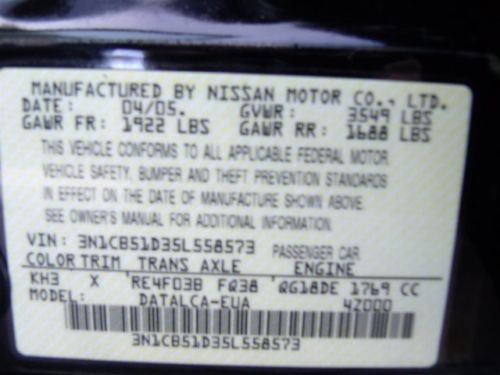 MANUFACTURED BY NISSAN MOTOR CO., LTD.
DATE: 04/05. GVWR: 3549 LBS
GAWR FR: 1922 LBS GAWR RR: 1688 LBS
THIS VEHICLE CONFORMS TO ALL APPLICABLE FEDERAL MOTOR
VEHICLE SAFETY, BUMPER AND THEFT PREVENTION STANDARDS
IN EFFECT ON THE DATE OF MANUFACTURE SHOWN ABOVE.
SEE OWNER'S MANUAL FOR ADDITIONAL INFORMATION.
VIN: 3N1CB51D35L558573 PASSENGER CAR
COLOR TRIM TRANS AXLE ENGINE
KH3 X RE4F03B FQ38 QG18DE 1769 CC
MODEL: DATALCA-EUA 4Z000
3N1CB51D35L558573